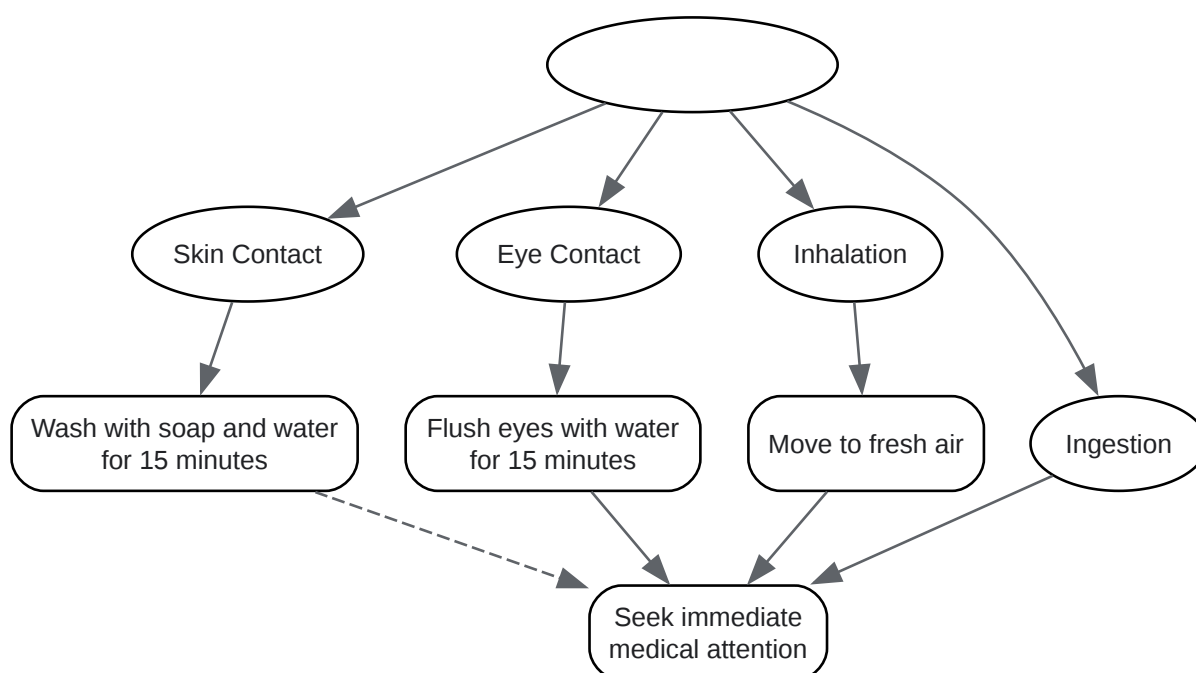 Skin Contact
Eye Contact
Inhalation
Wash with soap and water
for 15 minutes
Flush eyes with water
for 15 minutes
Move to fresh air
Ingestion
Seek immediate
medical attention